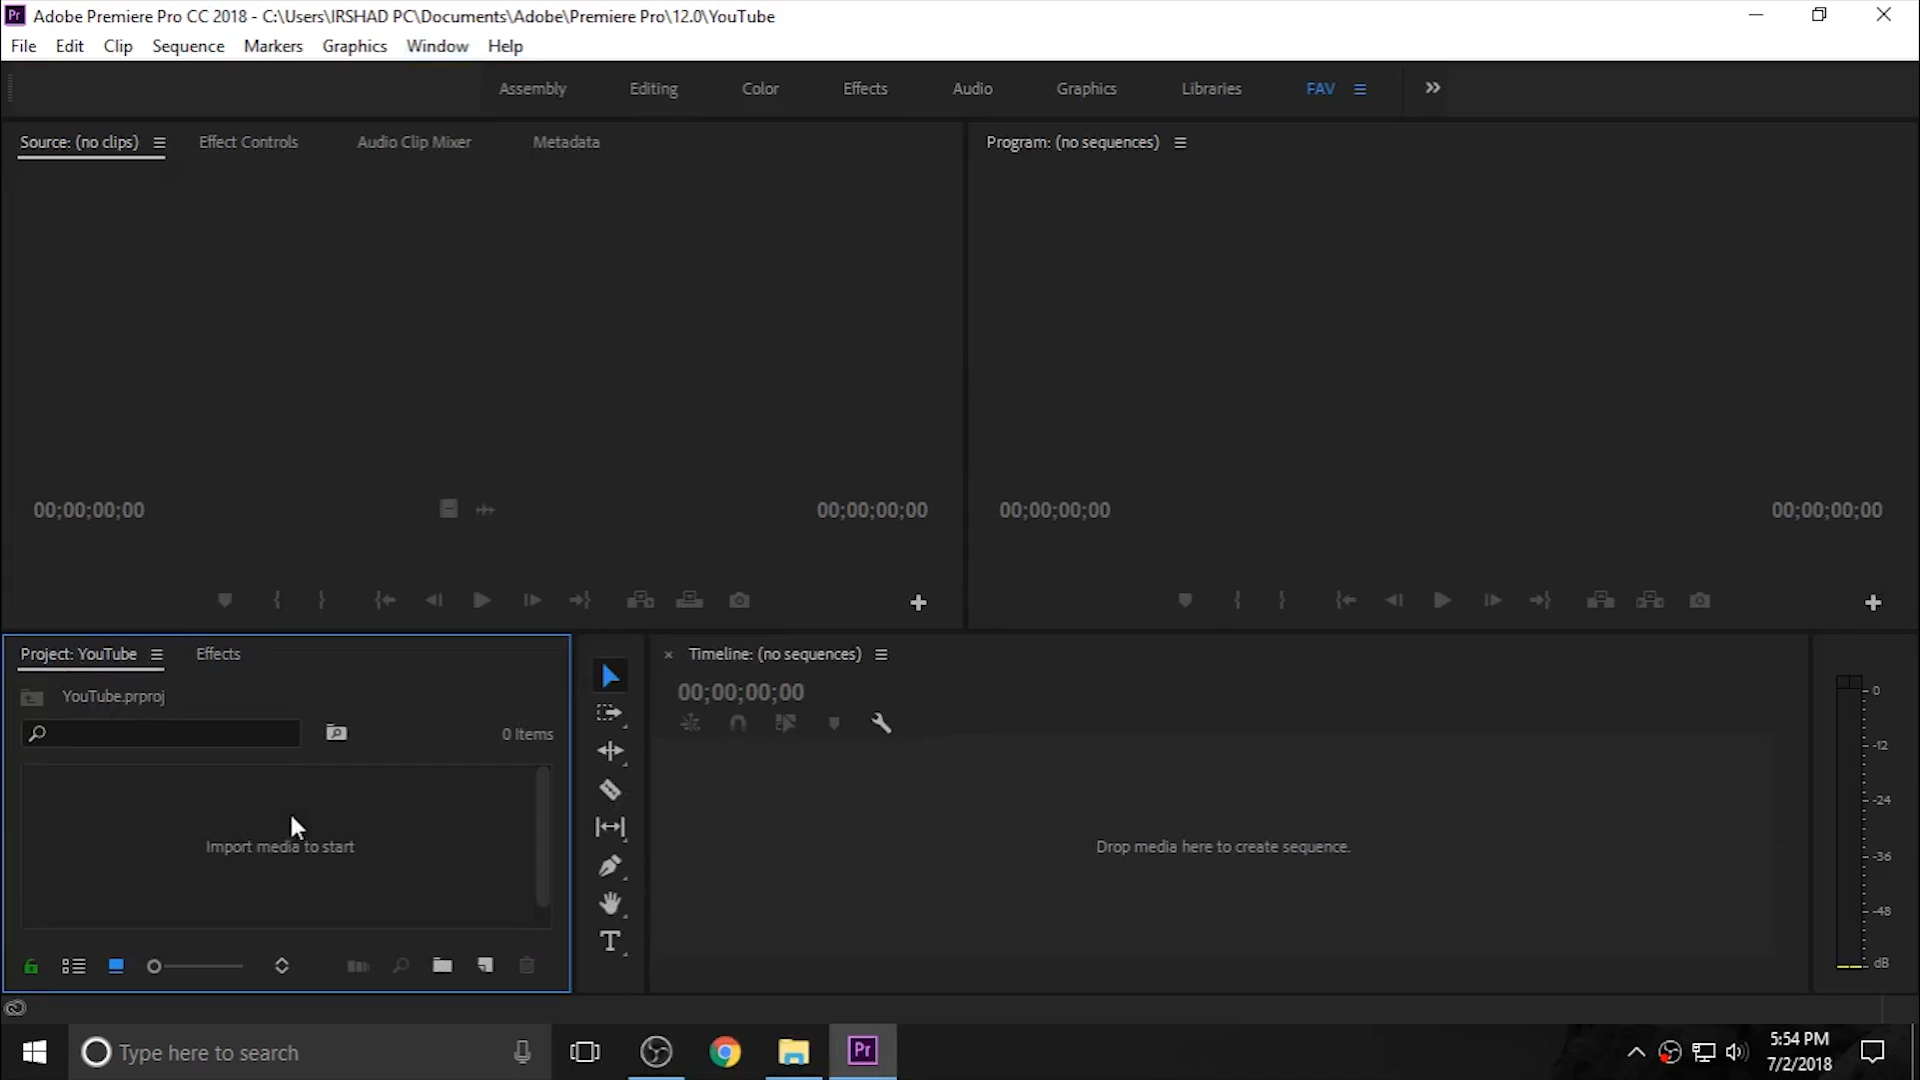 Pr Adobe Premiere Pro CC 2018 - C:\Users\IRSHAD PC\Documents\Adobe\Premiere Pro\12.0\YouTube
File Edit Clip Sequence Markers Graphics Window Help
Assembly Editing Color Effects Audio Graphics Libraries FAV
Source: (no clips) Effect Controls Audio Clip Mixer Metadata
Program: (no sequences)
00;00;00;00 00;00;00;00
00;00;00;00 00;00;00;00
Project: YouTube Effects
YouTube.prproj
0 Items
Import media to start
Timeline: (no sequences)
00;00;00;00
Drop media here to create sequence.
0
-12
-24
-36
-48
dB
Type here to search
Pr
5:54 PM
7/2/2018